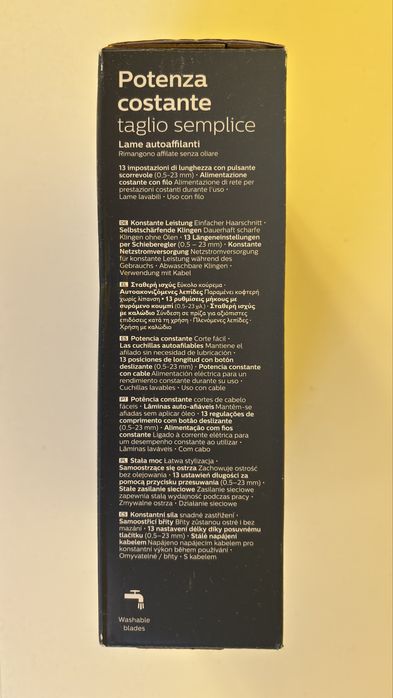 Potenza
costante
taglio semplice
Lame autoaffilanti
Rimangono affilate senza oliare
13 impostazioni di lunghezza con pulsante
scorrevole (0,5-23 mm) • Alimentazione
costante con filo Alimentazione di rete per
prestazioni costanti durante l'uso •
Lame lavabili • Uso con filo
DE Konstante Leistung Einfacher Haarschnitt •
Selbstschärfende Klingen Dauerhaft scharfe
Klingen ohne Ölen • 13 Längeneinstellungen
per Schieberegler (0,5 – 23 mm) • Konstante
Netzstromversorgung Netzstromversorgung
für konstante Leistung während des
Gebrauchs • Abwaschbare Klingen •
Verwendung mit Kabel
EL Σταθερή ισχύς Εύκολο κούρεμα •
Αυτοακονιζόμενες λεπίδες Παραμένει κοφτερή
χωρίς λίπανση • 13 ρυθμίσεις μήκους με
συρόμενο κουμπί (0,5-23 χιλ.) • Σταθερή ισχύς
με καλώδιο Σύνδεση σε πρίζα για αξιόπιστες
επιδόσεις κατά τη χρήση • Πλενόμενες λεπίδες •
Χρήση με καλώδιο
ES Potencia constante Corte fácil •
Las cuchillas autoafilables Mantiene el
afilado sin necesidad de lubricación •
13 posiciones de longitud con botón
deslizante (0,5-23 mm) • Potencia constante
con cable Alimentación eléctrica para un
rendimiento constante durante su uso •
Cuchillas lavables • Uso con cable
PT Potência constante cortes de cabelo
fáceis • Lâminas auto-afiáveis Mantêm-se
afiadas sem aplicar óleo • 13 regulações de
comprimento com botão deslizante
(0.5-23 mm) • Alimentação com fios
constante Ligado à corrente elétrica para
um desempenho constante ao utilizar •
Lâminas laváveis • Com cabo
PL Stała moc Łatwa stylizacja •
Samoostrzące się ostrza Zachowuje ostrość
bez olejowania • 13 ustawień długości za
pomocą przycisku przesuwania (0.5–23 mm) •
Stałe zasilanie sieciowe Zasilanie sieciowe
zapewnia stałą wydajność podczas pracy •
Zmywalne ostrza • Działanie sieciowe
CS Konstantní síla snadné zastřižení •
Samoostřicí břity Břity zůstanou ostré i bez
mazání • 13 nastavení délky díky posuvnému
tlačítku (0,5–23 mm) • Stálé napájení
kabelem Napájeno napájecím kabelem pro
konstantní výkon během používání •
Omyvatelné / břity • S kabelem
Washable
blades